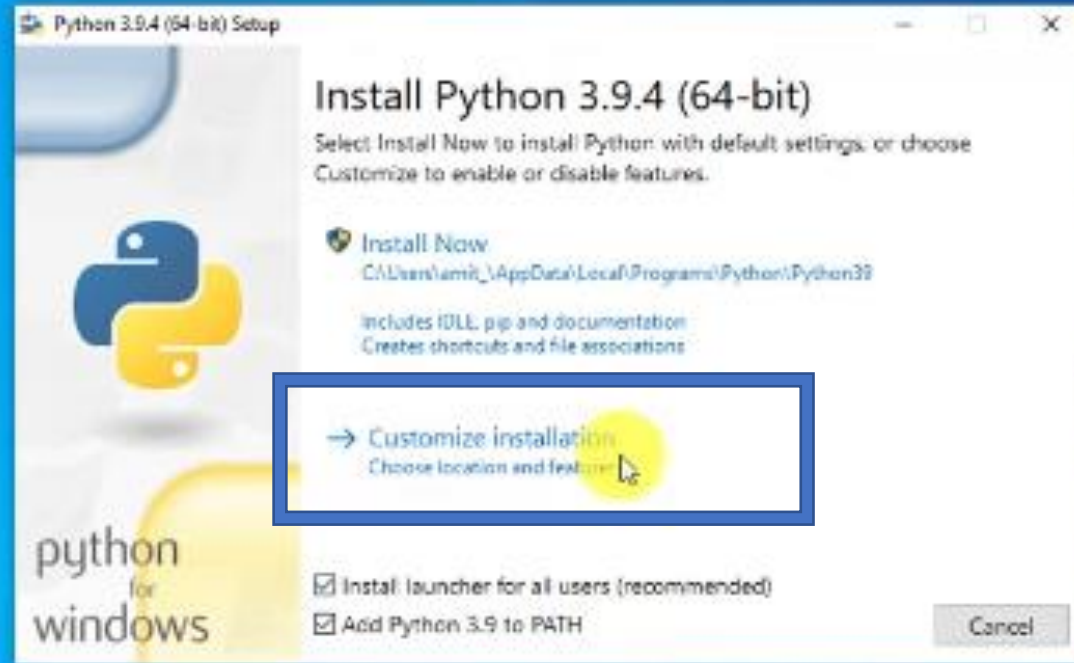 Python 3.9.4 (64-bit) Setup
Install Python 3.9.4 (64-bit)
Select Install Now to install Python with default settings, or choose
Customize to enable or disable features.
Install Now
C:\Users\amit_\AppData\Local\Programs\Python\Python39
Includes IDLE, pip and documentation
Creates shortcuts and file associations
Customize installation
Choose location and features
python
for
windows
Install launcher for all users (recommended)
Add Python 3.9 to PATH
Cancel